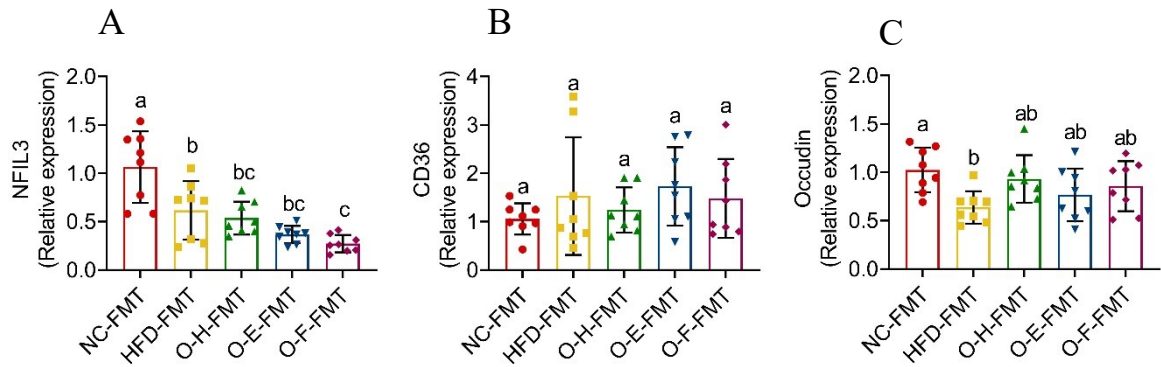 A
NFIL3
(Relative expression)
2.0
1.5
1.0
0.5
0.0
a
b
bc
bc
c
NC-FMT
HFD-FMT
O-H-FMT
O-E-FMT
O-F-FMT
B
CD36
(Relative expression)
4
3
2
1
0
a
a
a
a
a
NC-FMT
HFD-FMT
O-H-FMT
O-E-FMT
O-F-FMT
C
Occudin
(Relative expression)
2.0
1.5
1.0
0.5
0.0
a
b
ab
ab
ab
NC-FMT
HFD-FMT
O-H-FMT
O-E-FMT
O-F-FMT